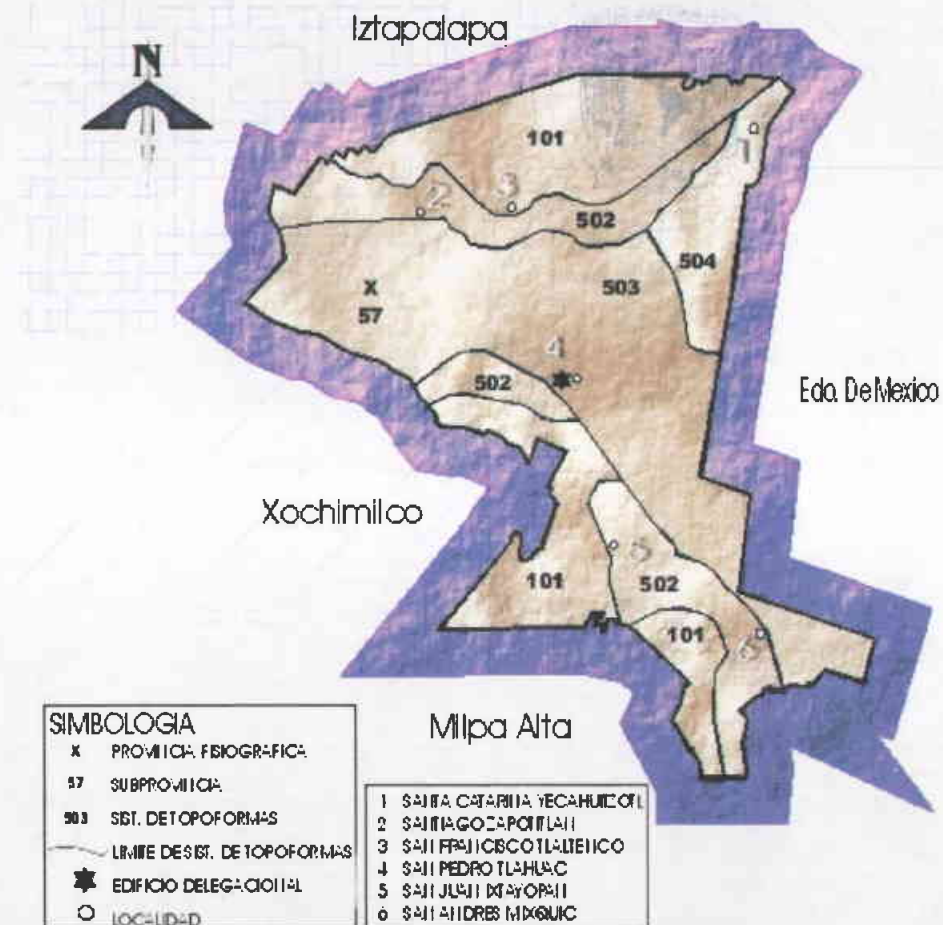 Iztapalapa
N
101
1
2
3
502
504
X
57
503
4
502
Edo. De Mexico
Xochimilco
5
101
502
101
6
Milpa Alta
SIMBOLOGIA
X PROVINCIA FISIOGRAFICA
57 SUBPROVINCIA
503 SIST. DE TOPOFORMAS
LIMITE DE SIST. DE TOPOFORMAS
EDIFICIO DELEGACIONAL
LOCALIDAD
1 SANTA CATARINA YECAHUIZOTL
2 SANTIAGO ZAPOTITLAN
3 SAN FRANCISCO TLALTENCO
4 SAN PEDRO TLAHUAC
5 SAN JUAN IXTAYOPAN
6 SAN ANDRES MIXQUIC